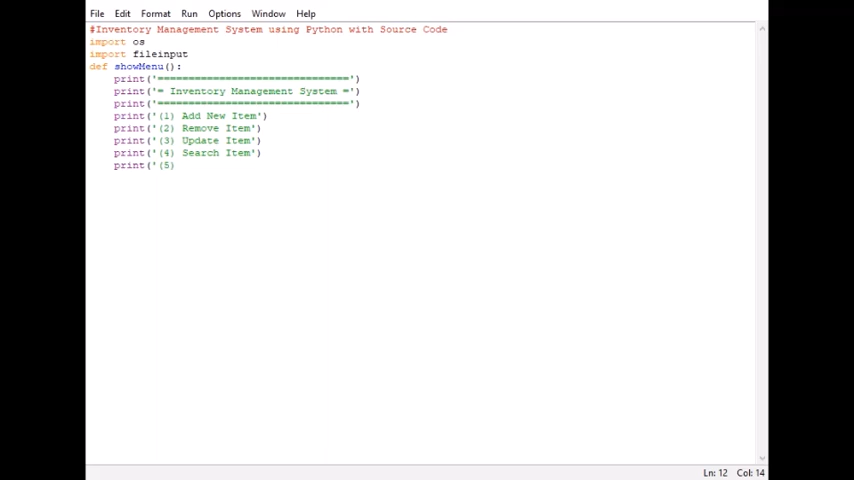 File Edit Format Run Options Window Help
#Inventory Management System using Python with Source Code
import os
import fileinput
def showMenu():
    print('===============================')
    print('= Inventory Management System =')
    print('===============================')
    print('(1) Add New Item')
    print('(2) Remove Item')
    print('(3) Update Item')
    print('(4) Search Item')
    print('(5)
Ln: 12 Col: 14